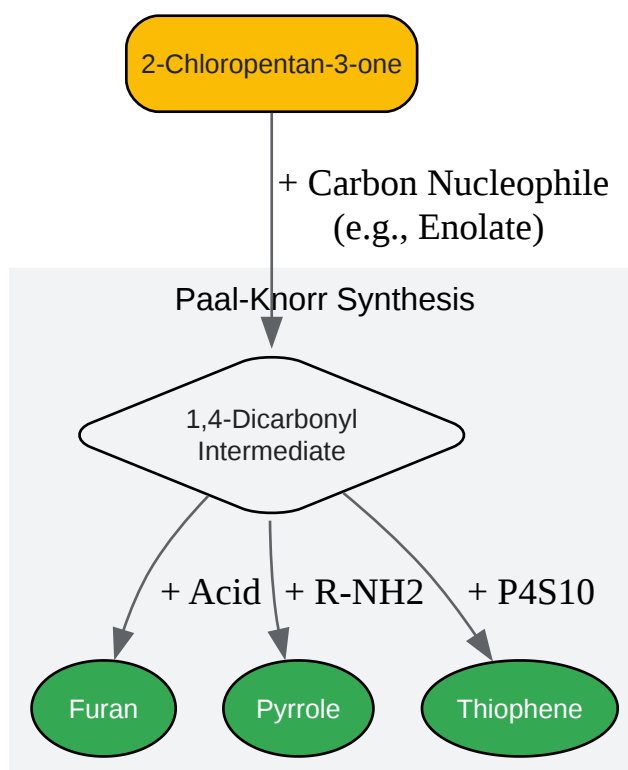 2-Chloropentan-3-one
+ Carbon Nucleophile
(e.g., Enolate)
Paal-Knorr Synthesis
1,4-Dicarbonyl
Intermediate
+ Acid
+ R-NH2
+ P4S10
Furan
Pyrrole
Thiophene